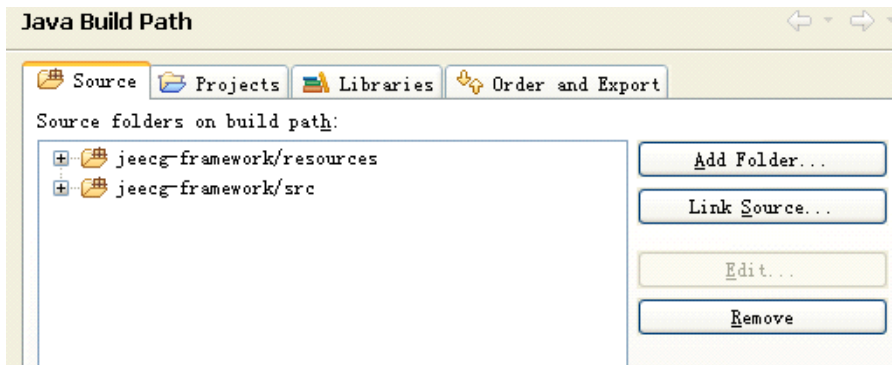 Java Build Path
Source Projects Libraries Order and Export
Source folders on build path:
jeecg-framework/resources
Add Folder...
jeecg-framework/src
Link Source...
Edit...
Remove